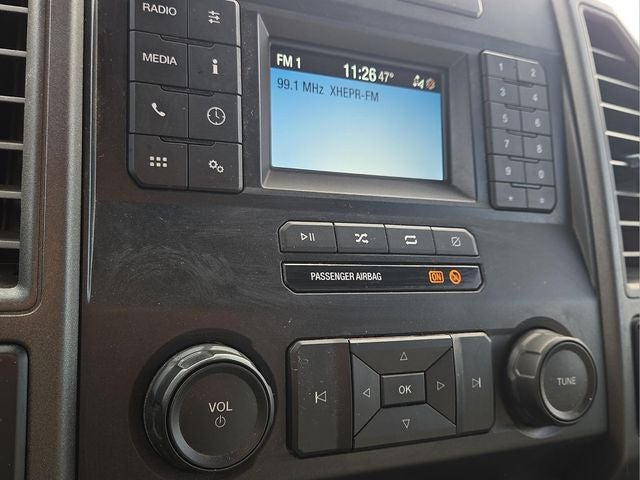 RADIO
MEDIA
i
FM 1 11:26 47°
99.1 MHz XHEPR-FM
1 2
3 4
5 6
7 8
9 0
*
PASSENGER AIRBAG ON
VOL
OK
TUNE